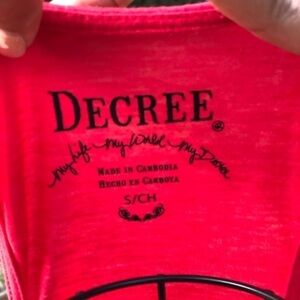 DECREE®
my life my world my Decree
MADE IN CAMBODIA
HECHO EN CAMBOYA
S/CH